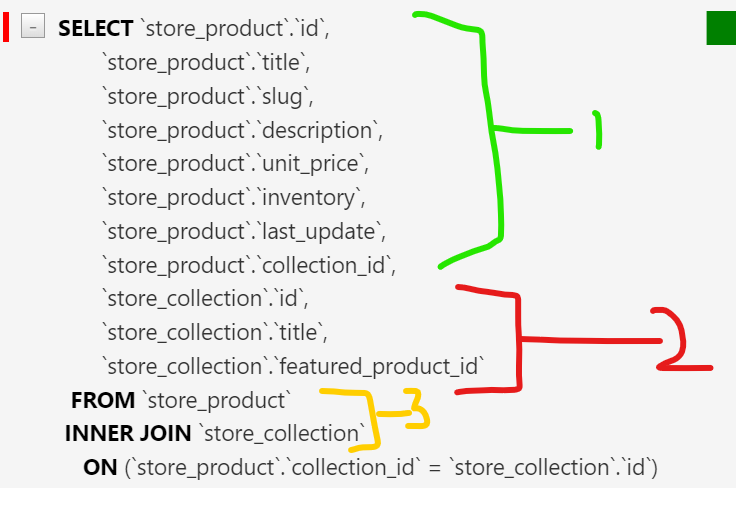 SELECT `store_product`.`id`,
`store_product`.`title`,
`store_product`.`slug`,
`store_product`.`description`,
1
`store_product`.`unit_price`,
`store_product`.`inventory`,
`store_product`.`last_update`,
`store_product`.`collection_id`,
`store_collection`.`id`,
`store_collection`.`title`,
2
`store_collection`.`featured_product_id`
FROM `store_product`
3
INNER JOIN `store_collection`
ON (`store_product`.`collection_id` = `store_collection`.`id`)